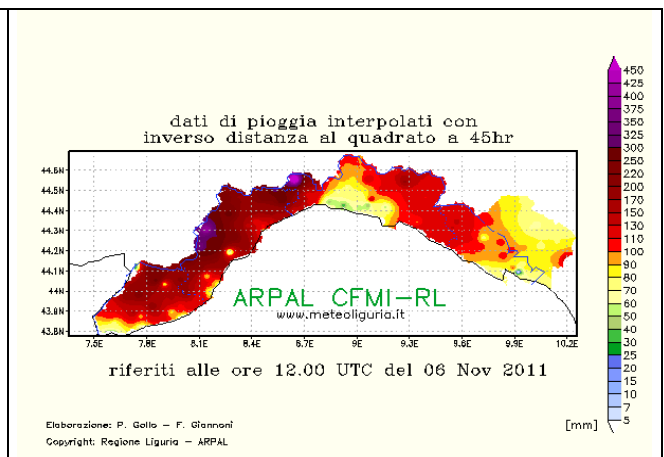 dati di pioggia interpolati con
inverso distanza al quadrato a 45hr
450
425
400
375
350
325
300
250
220
200
170
150
130
110
100
90
80
70
60
50
40
30
25
20
15
10
7
5
44.6N
44.5N
44.4N
44.3N
44.2N
44.1N
44N
43.9N
43.8N
ARPAL CFMI-RL
www.meteoliguria.it
7.5E 7.8E 8.1E 8.4E 8.7E 9E 9.3E 9.6E 9.9E 10.2E
riferiti alle ore 12.00 UTC del 06 Nov 2011
[mm]
Elaborazione: P. Gollo - F. Giannoni
Copyright: Regione Liguria - ARPAL